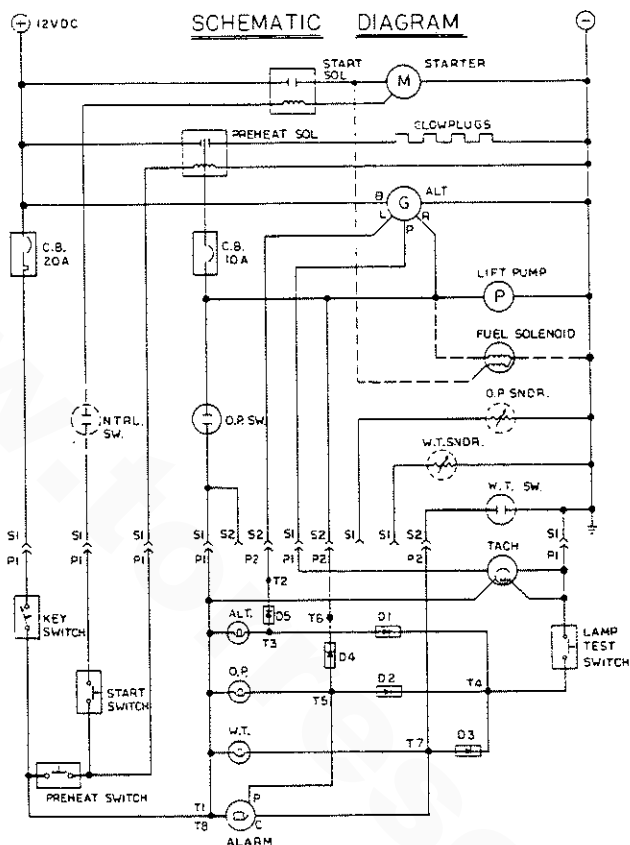 SCHEMATIC DIAGRAM
+ 12VDC
−
START
SOL
STARTER
M
PREHEAT SOL
GLOWPLUGS
ALT
B
G
L
P
R
C.B.
20A
C.B.
10A
LIFT PUMP
P
FUEL SOLENOID
O.P. SNDR.
NTRL.
SW.
O.P. SW.
W.T. SNDR.
W.T. SW.
S1 S1 S1 S1 S2 S2 S1 S2 S1 S1 S2 S1
P1 P1 P1 P1 P2 P1 P2 P2 P1
TACH
T2
KEY
SWITCH
ALT.
D5
T6
D1
T3
LAMP
TEST
SWITCH
D4
O.P.
D2
T4
START
SWITCH
T5
W.T.
T7
D3
PREHEAT SWITCH
P
T1
T8
C
ALARM